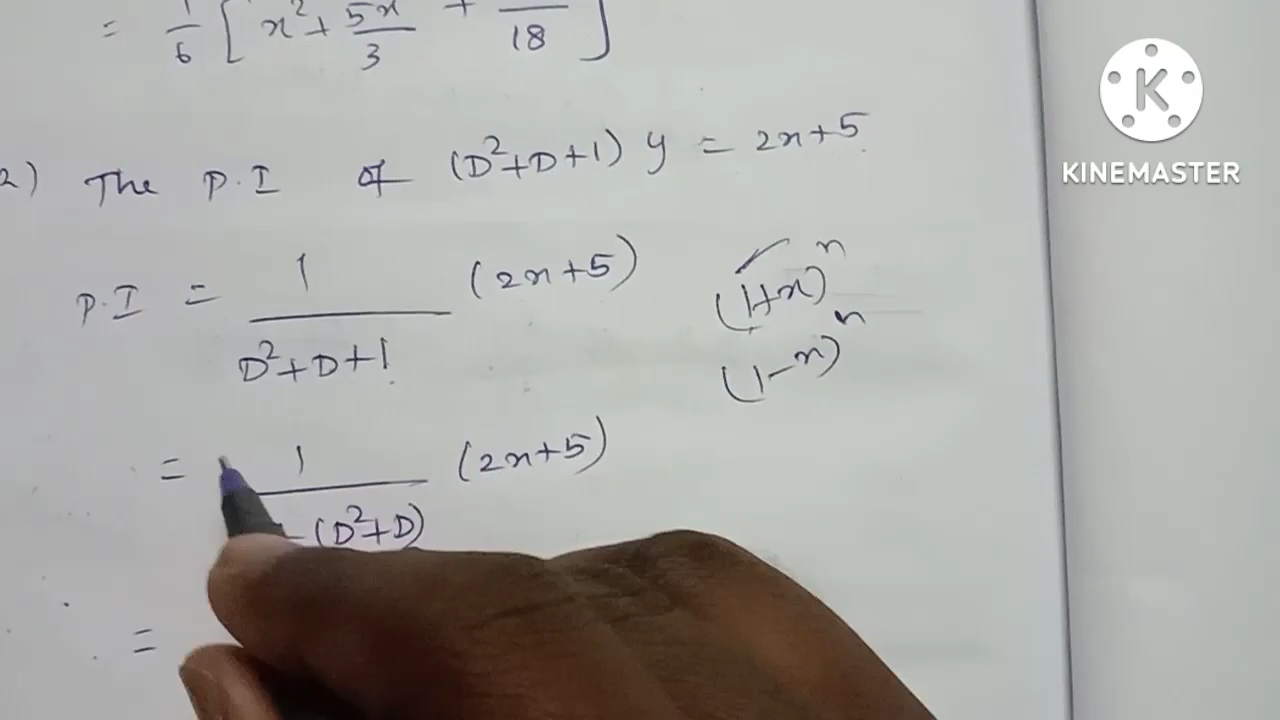 = 1/6 [ x² + 5x/3 + /18 ]
2) The P.I of (D²+D+1) y = 2x+5
P.I = 1/(D²+D+1) (2x+5)
(1+x)ⁿ
(1-x)ⁿ
= 1/( (D²+D) (2x+5)
=
K
KINEMASTER